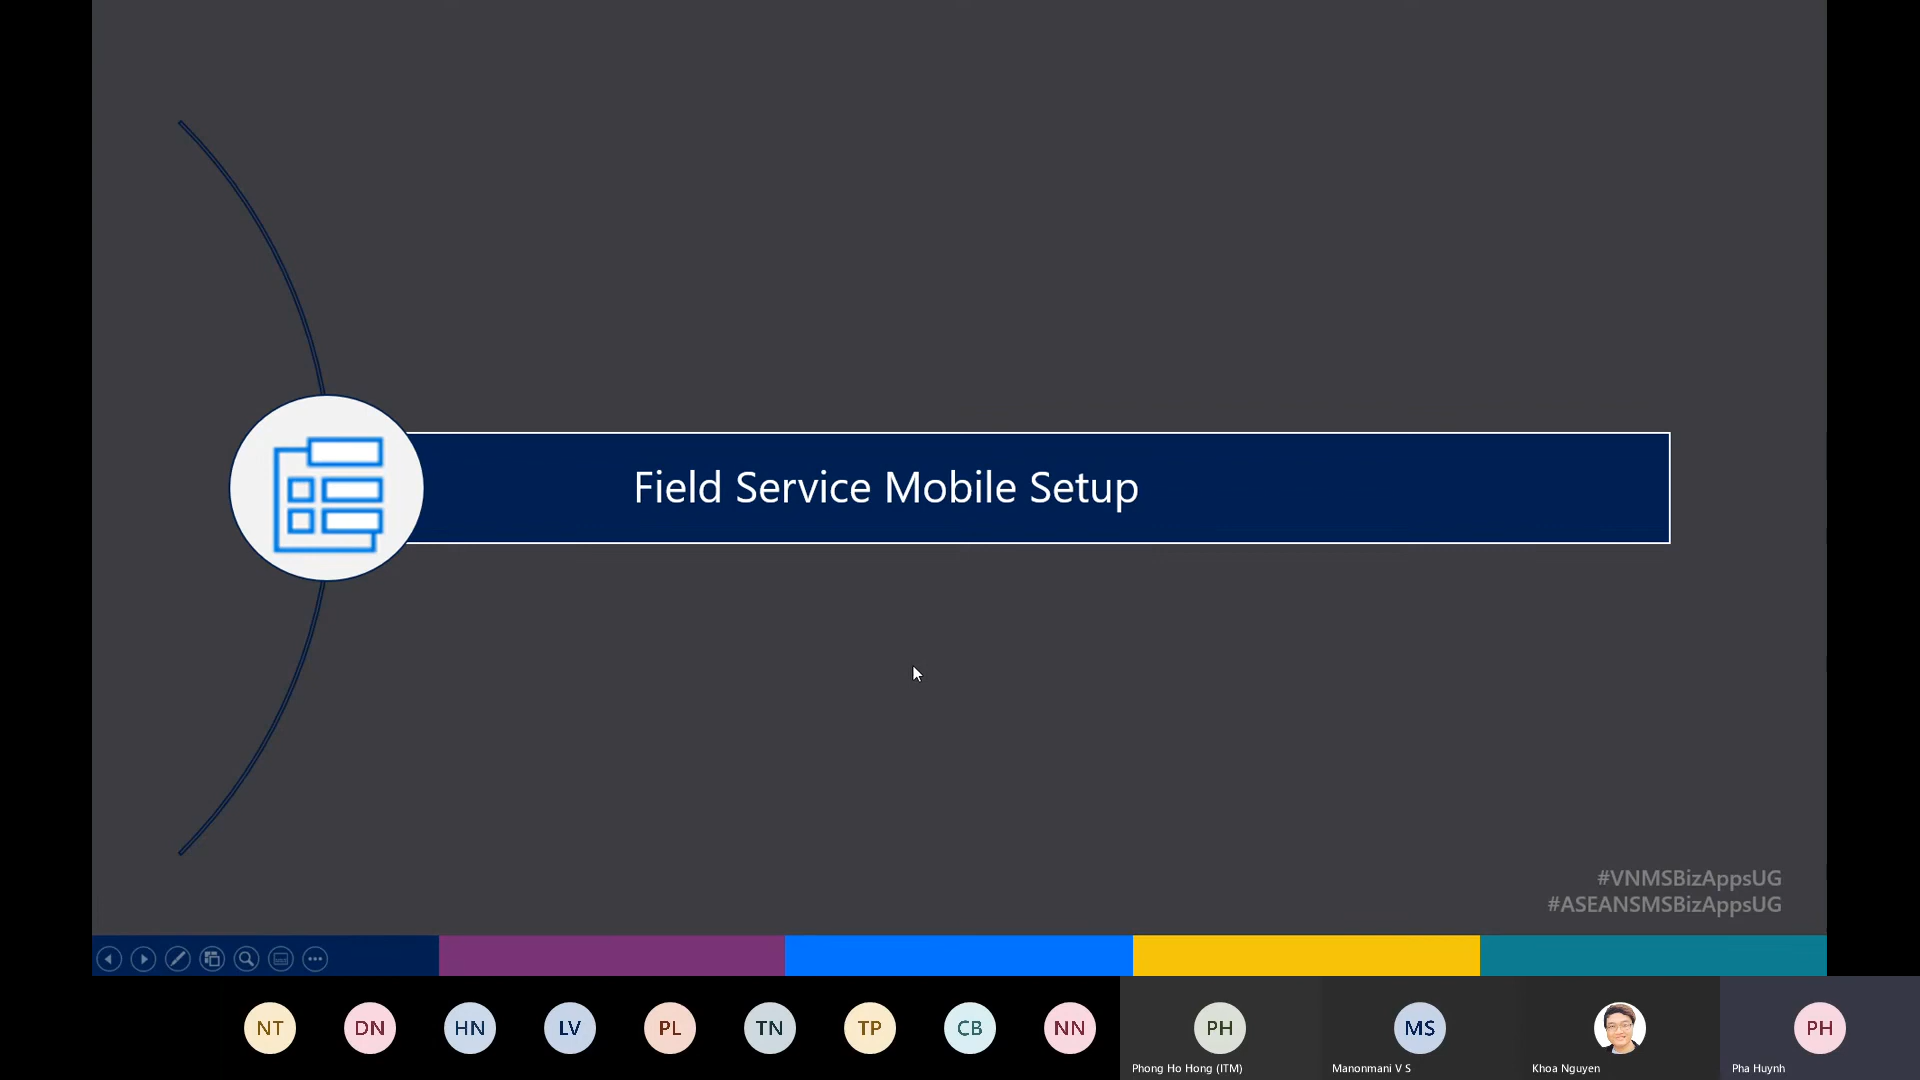 Field Service Mobile Setup
#VNMSBizAppsUG
#ASEANSMSBizAppsUG
NT
DN
HN
LV
PL
TN
TP
CB
NN
PH
MS
PH
Phong Ho Hong (ITM)
Manonmani V S
Khoa Nguyen
Pha Huynh